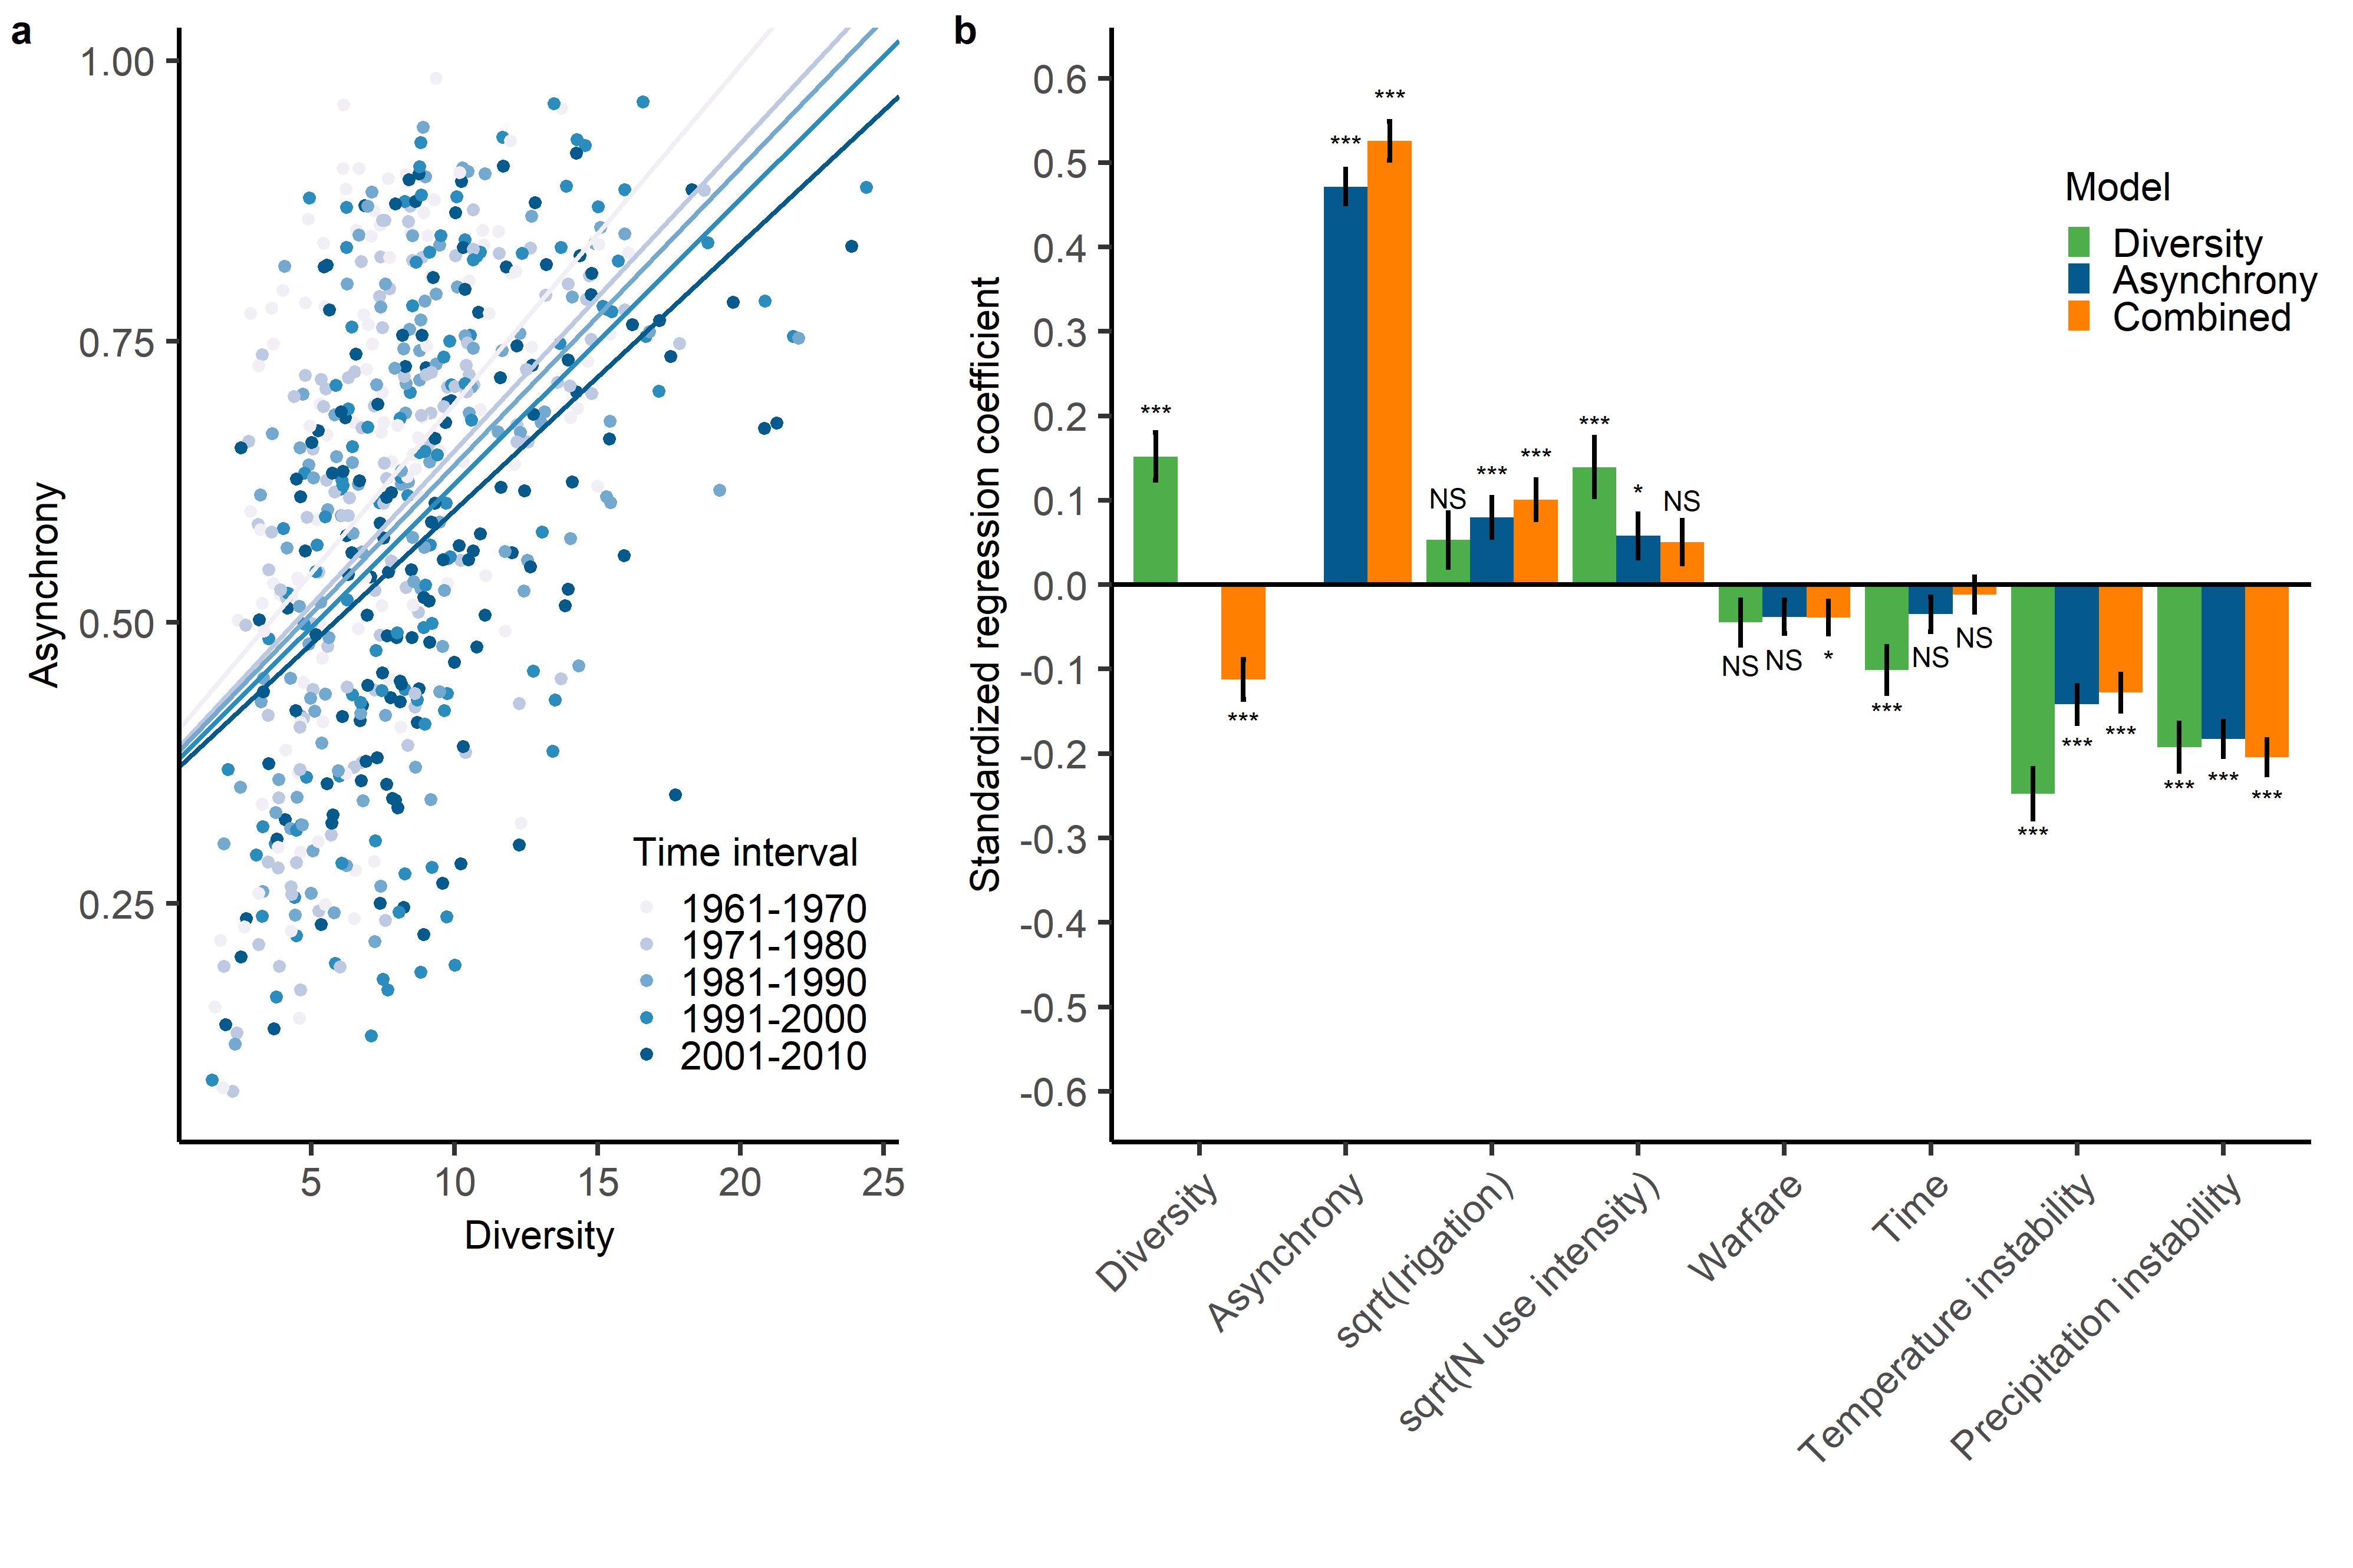 a
1.00
0.75
0.50
0.25
Asynchrony
5 10 15 20 25
Diversity
Time interval
1961-1970
1971-1980
1981-1990
1991-2000
2001-2010
b
0.6
0.5
0.4
0.3
0.2
0.1
0.0
-0.1
-0.2
-0.3
-0.4
-0.5
-0.6
Standardized regression coefficient
***
***
***
***
NS
***
***
***
*
NS
NS
NS
*
***
NS
NS
***
***
***
***
***
***
Model
Diversity
Asynchrony
Combined
Diversity
Asynchrony
sqrt(Irigation)
sqrt(N use intensity)
Warfare
Time
Temperature instability
Precipitation instability